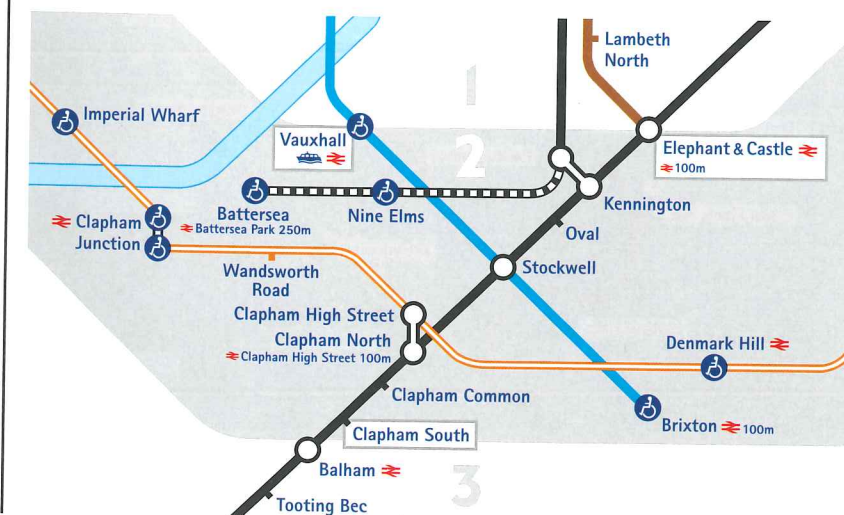 Lambeth
North
1
Imperial Wharf
Vauxhall
2
Elephant & Castle
100m
Battersea
Battersea Park 250m
Nine Elms
Kennington
Clapham
Junction
Oval
Wandsworth
Road
Stockwell
Clapham High Street
Clapham North
Clapham High Street 100m
Denmark Hill
Clapham Common
Brixton
100m
Clapham South
Balham
3
Tooting Bec